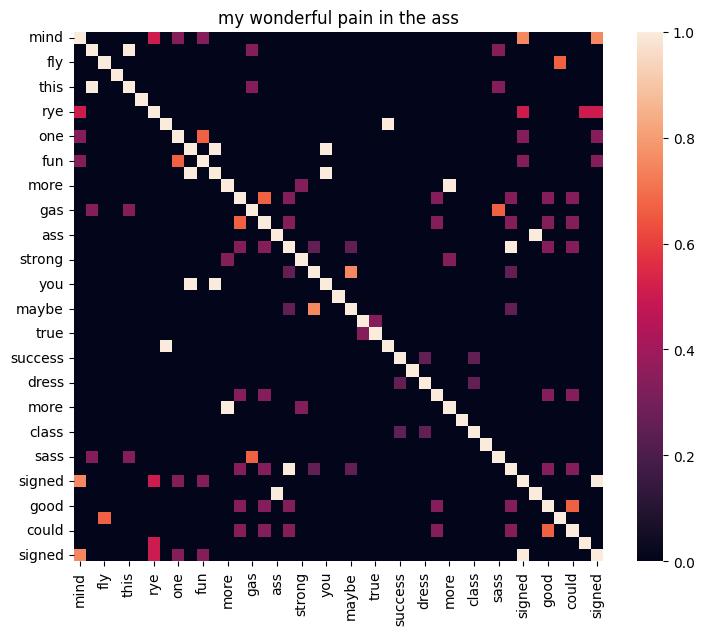 my wonderful pain in the ass
mind
fly
this
rye
one
fun
more
gas
ass
strong
you
maybe
true
success
dress
more
class
sass
signed
good
could
signed
mind
fly
this
rye
one
fun
more
gas
ass
strong
you
maybe
true
success
dress
more
class
sass
signed
good
could
signed
1.0
0.8
0.6
0.4
0.2
0.0